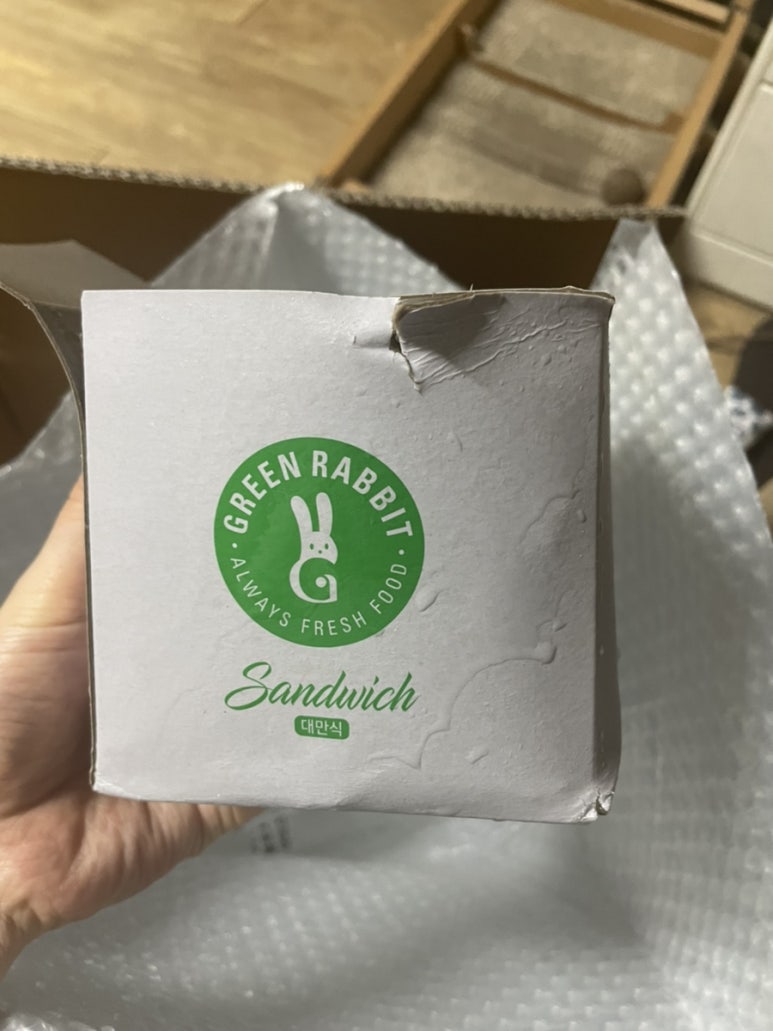 GREEN RABBIT
G
· ALWAYS FRESH FOOD ·
Sandwich
대만식